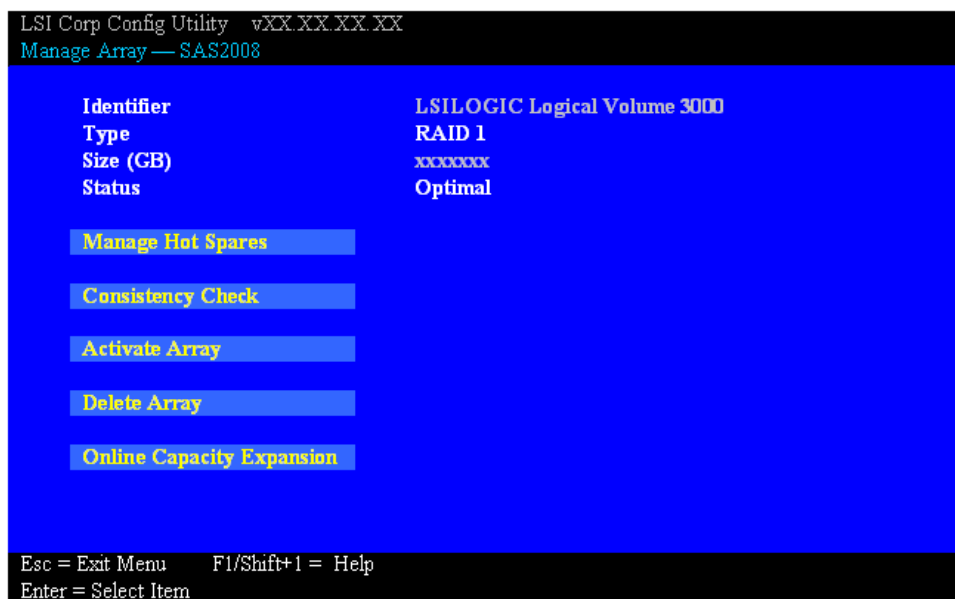 LSI Corp Config Utility vXX.XX.XX.XX
Manage Array — SAS2008
Identifier LSILOGIC Logical Volume 3000
Type RAID 1
Size (GB) xxxxxxx
Status Optimal
Manage Hot Spares
Consistency Check
Activate Array
Delete Array
Online Capacity Expansion
Esc = Exit Menu F1/Shift+1 = Help
Enter = Select Item